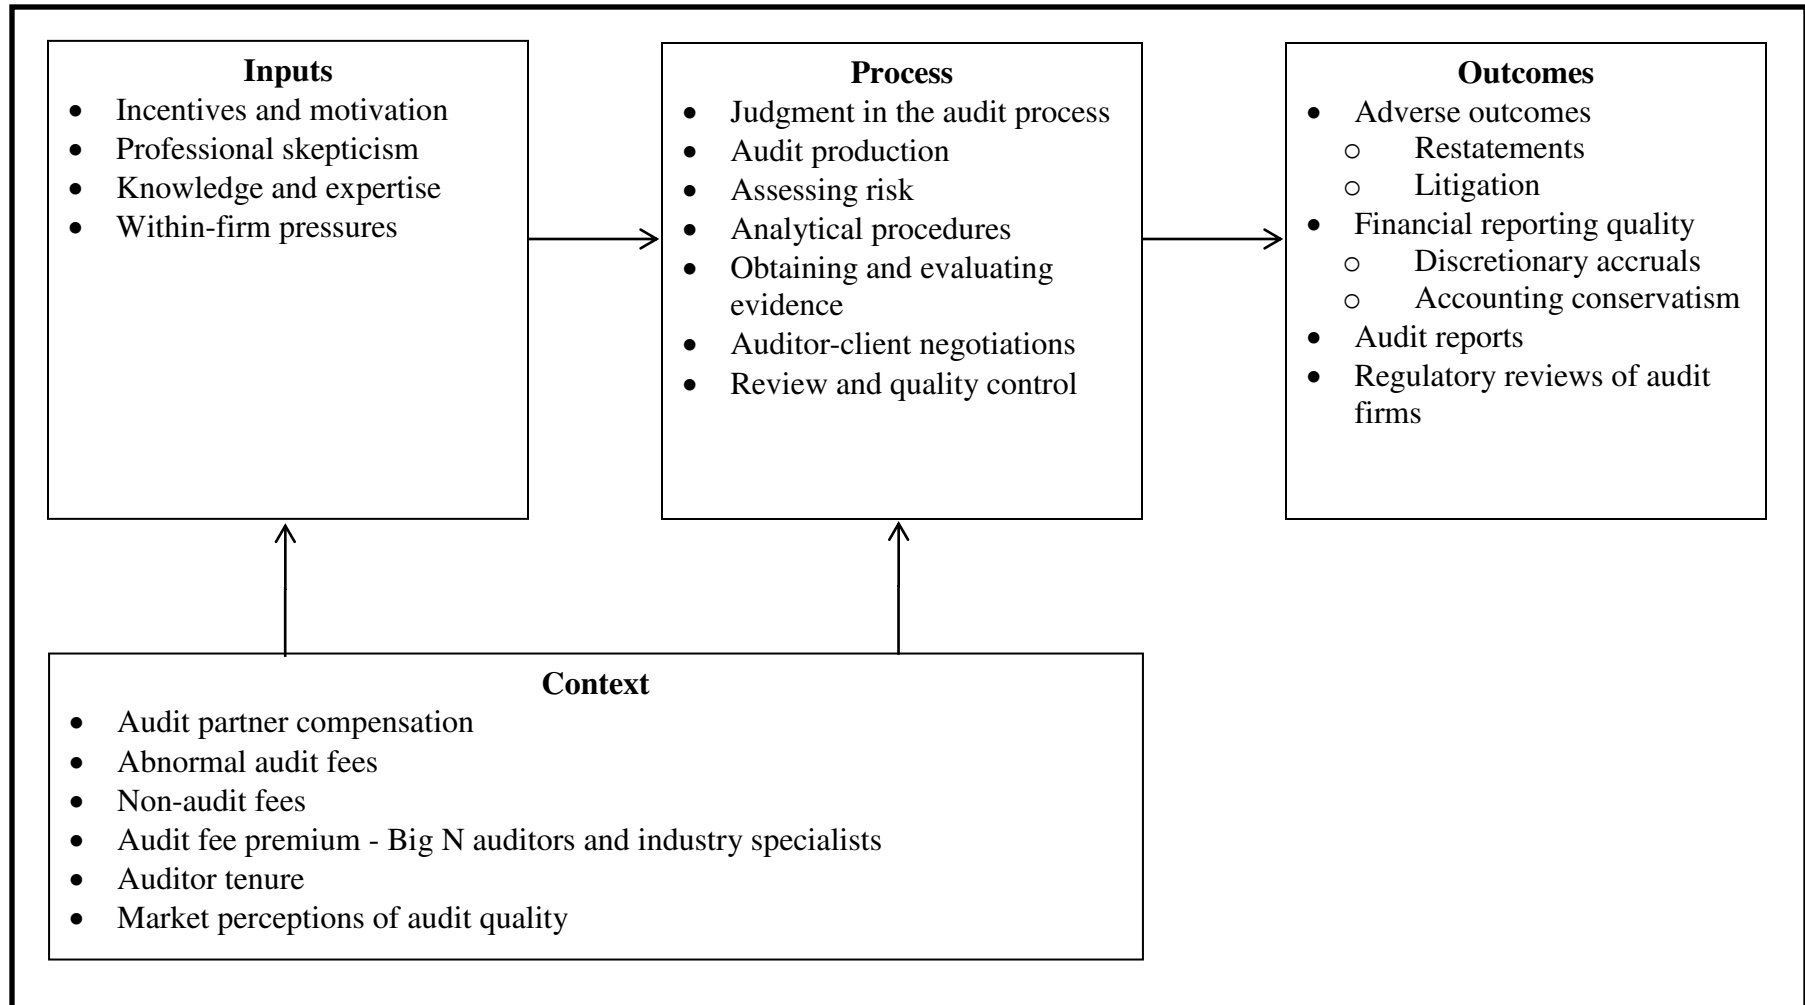 Inputs
• Incentives and motivation
• Professional skepticism
• Knowledge and expertise
• Within-firm pressures
Process
• Judgment in the audit process
• Audit production
• Assessing risk
• Analytical procedures
• Obtaining and evaluating
evidence
• Auditor-client negotiations
• Review and quality control
Outcomes
• Adverse outcomes
o Restatements
o Litigation
• Financial reporting quality
o Discretionary accruals
o Accounting conservatism
• Audit reports
• Regulatory reviews of audit
firms
Context
• Audit partner compensation
• Abnormal audit fees
• Non-audit fees
• Audit fee premium - Big N auditors and industry specialists
• Auditor tenure
• Market perceptions of audit quality